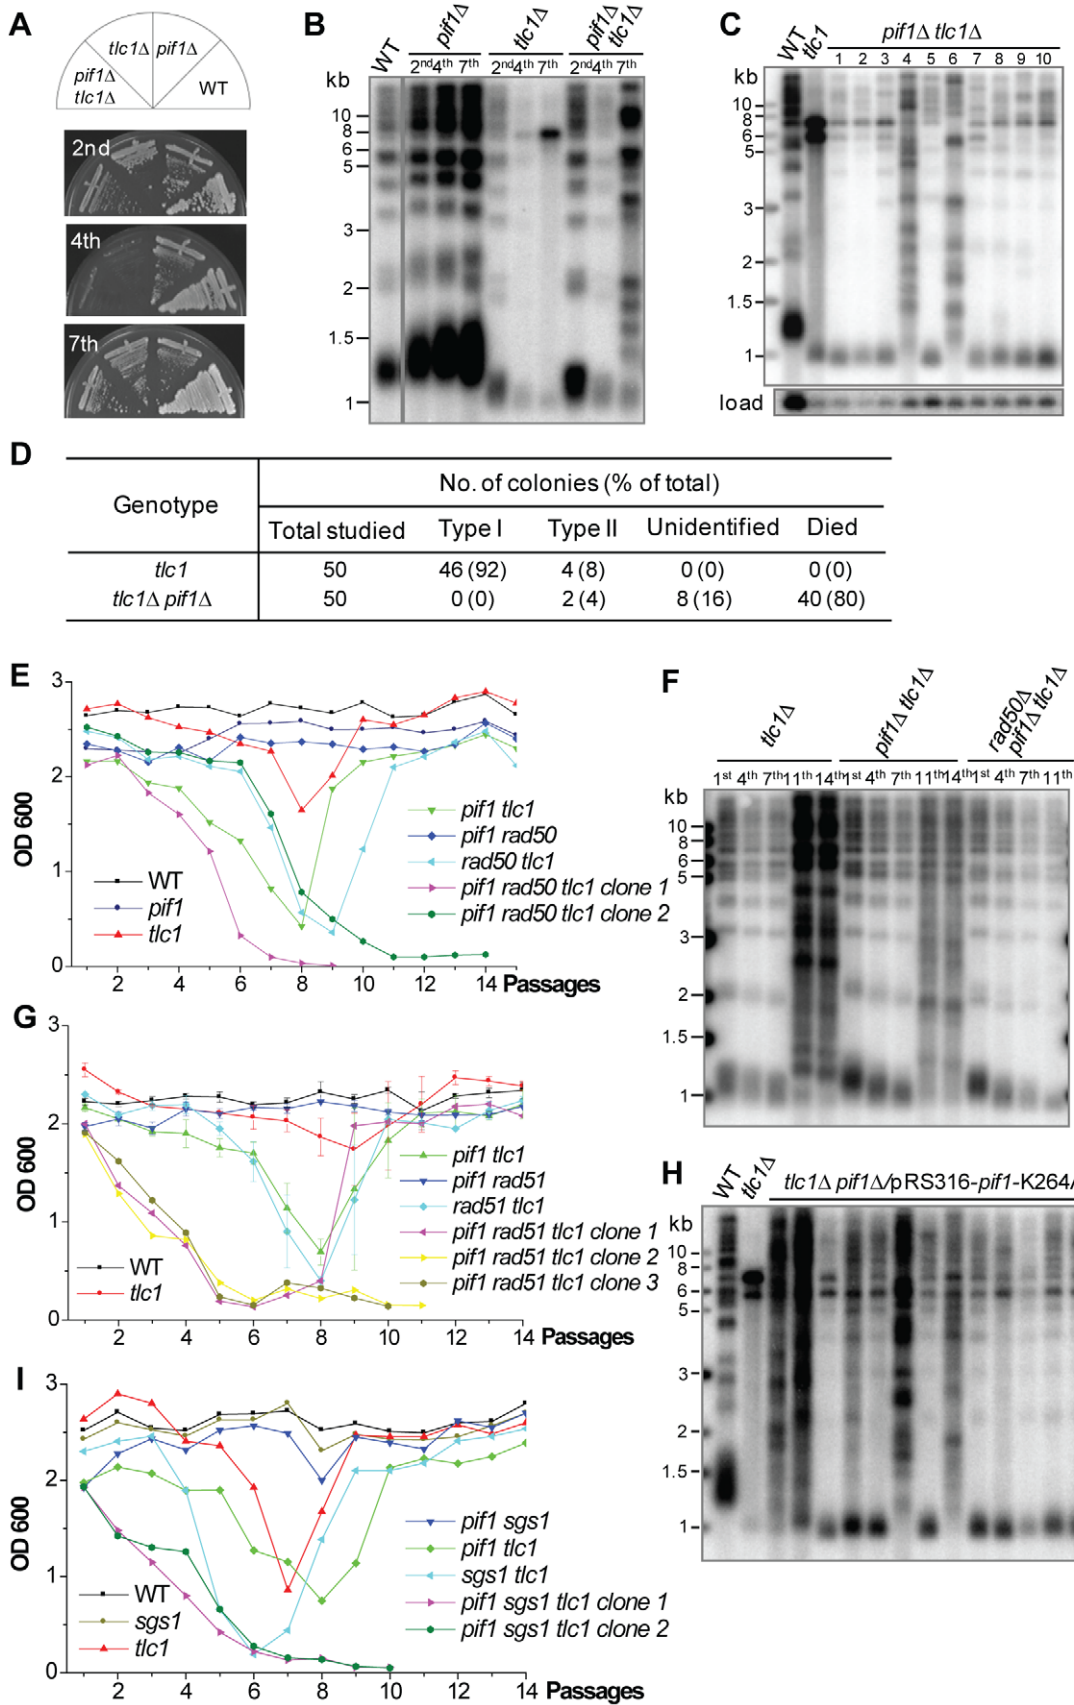 A
tlc1Δ pif1Δ
pif1Δ tlc1Δ WT
2nd
4th
7th
B
WT pif1Δ tlc1Δ pif1Δ tlc1Δ
2nd 4th 7th 2nd 4th 7th 2nd 4th 7th
kb
10
8
6
5
3
2
1.5
1
C
WT tlc1 pif1Δ tlc1Δ
1 2 3 4 5 6 7 8 9 10
kb
10
8
6
5
3
2
1.5
1
load
D
Genotype No. of colonies (% of total)
Total studied Type I Type II Unidentified Died
tlc1 50 46 (92) 4 (8) 0 (0) 0 (0)
tlc1Δ pif1Δ 50 0 (0) 2 (4) 8 (16) 40 (80)
E
3
2
1
0
OD 600
WT
pif1
tlc1
pif1 tlc1
pif1 rad50
rad50 tlc1
pif1 rad50 tlc1 clone 1
pif1 rad50 tlc1 clone 2
2 4 6 8 10 12 14 Passages
F
tlc1Δ pif1Δ tlc1Δ rad50Δ pif1Δ tlc1Δ
1st 4th 7th 11th 14th 1st 4th 7th 11th 14th 1st 4th 7th 11th
kb
10
8
6
5
3
2
1.5
1
G
3
2
1
0
OD 600
WT
tlc1
pif1 tlc1
pif1 rad51
rad51 tlc1
pif1 rad51 tlc1 clone 1
pif1 rad51 tlc1 clone 2
pif1 rad51 tlc1 clone 3
2 4 6 8 10 12 14 Passages
H
WT tlc1Δ tlc1Δ pif1Δ/pRS316-pif1-K264A
kb
10
8
6
5
3
2
1.5
1
I
3
2
1
0
OD 600
WT
sgs1
tlc1
pif1 sgs1
pif1 tlc1
sgs1 tlc1
pif1 sgs1 tlc1 clone 1
pif1 sgs1 tlc1 clone 2
2 4 6 8 10 12 14 Passages